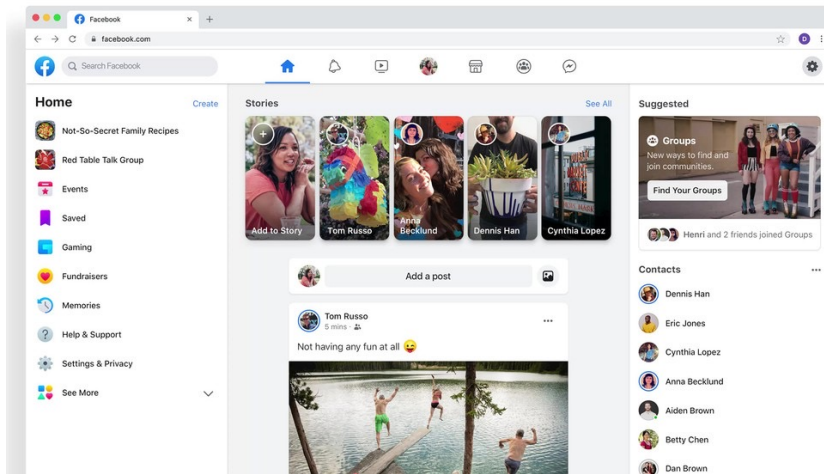 Facebook
facebook.com
D
Search Facebook
Home
Create
Not-So-Secret Family Recipes
Red Table Talk Group
Events
Saved
Gaming
Fundraisers
Memories
Help & Support
Settings & Privacy
See More
Stories
See All
Add to Story
Tom Russo
Anna
Becklund
Dennis Han
Cynthia Lopez
Add a post
Tom Russo
5 mins ·
Not having any fun at all
Suggested
Groups
New ways to find and
join communities.
Find Your Groups
Henri and 2 friends joined Groups
Contacts
Dennis Han
Eric Jones
Cynthia Lopez
Anna Becklund
Aiden Brown
Betty Chen
Dan Brown